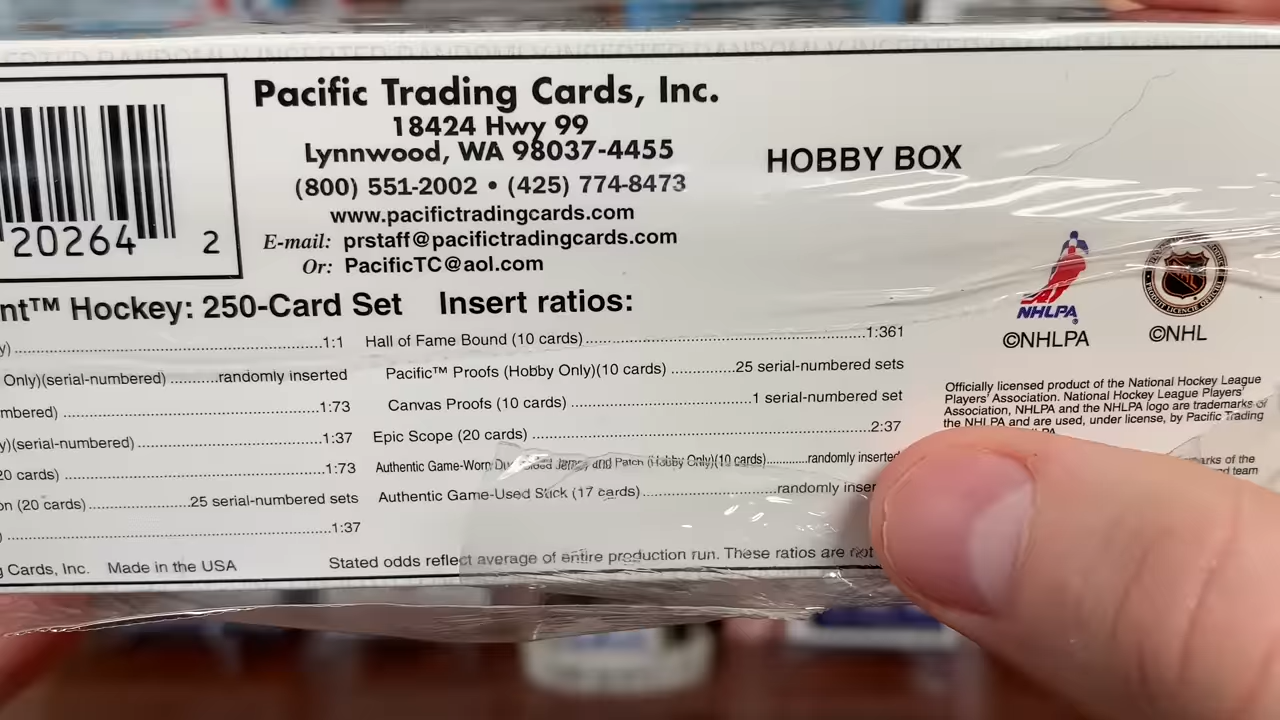 Pacific Trading Cards, Inc.
18424 Hwy 99
Lynnwood, WA 98037-4455
(800) 551-2002 • (425) 774-8473
www.pacifictradingcards.com
E-mail: prstaff@pacifictradingcards.com
Or: PacificTC@aol.com
HOBBY BOX
20264 2
NHLPA
©NHLPA
©NHL
nt™ Hockey: 250-Card Set Insert ratios:
y) ...1:1
Only)(serial-numbered) ...randomly inserted
mbered) ...1:73
y)(serial-numbered) ...1:37
20 cards) ...1:73
on (20 cards) ...25 serial-numbered sets
) ...1:37
Hall of Fame Bound (10 cards) ...1:361
Pacific™ Proofs (Hobby Only)(10 cards) ...25 serial-numbered sets
Canvas Proofs (10 cards) ...1 serial-numbered set
Epic Scope (20 cards) ...2:37
Authentic Game-Worn Jersey and Patch (Hobby Only)(10 cards)...randomly inserted
Authentic Game-Used Stick (17 cards)...randomly inser
g Cards, Inc. Made in the USA
Stated odds reflect average of entire production run. These ratios are not
Officially licensed product of the National Hockey League
Players' Association. National Hockey League Players'
Association, NHLPA and the NHLPA logo are trademarks of
the NHLPA and are used, under license, by Pacific Trading
arks of the
nd team